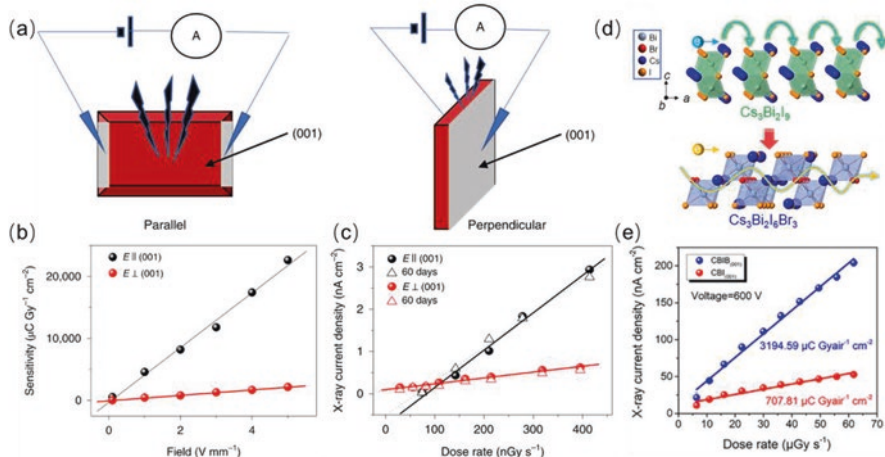 (a)
A
(001)
Parallel
A
(001)
Perpendicular
(d)
Bi
Br
Cs
I
c
b
a
Cs₃Bi₂I₉
Cs₃Bi₂I₆Br₃
(b)
Sensitivity (µC Gy⁻¹ cm⁻²)
20,000
10,000
0
E || (001)
E ⊥ (001)
0
2
4
6
Field (V mm⁻¹)
(c)
X-ray current density (nA cm⁻²)
4
3
2
1
0
E || (001)
60 days
E ⊥ (001)
60 days
0
100
200
300
400
Dose rate (nGy s⁻¹)
(e)
X-ray current density (nA cm⁻²)
250
200
150
100
50
0
CBIB(001)
CBI(001)
Voltage=600 V
3194.59 µC Gyair⁻¹ cm⁻²
707.81 µC Gyair⁻¹ cm⁻²
0
10
20
30
40
50
60
70
Dose rate (µGy s⁻¹)